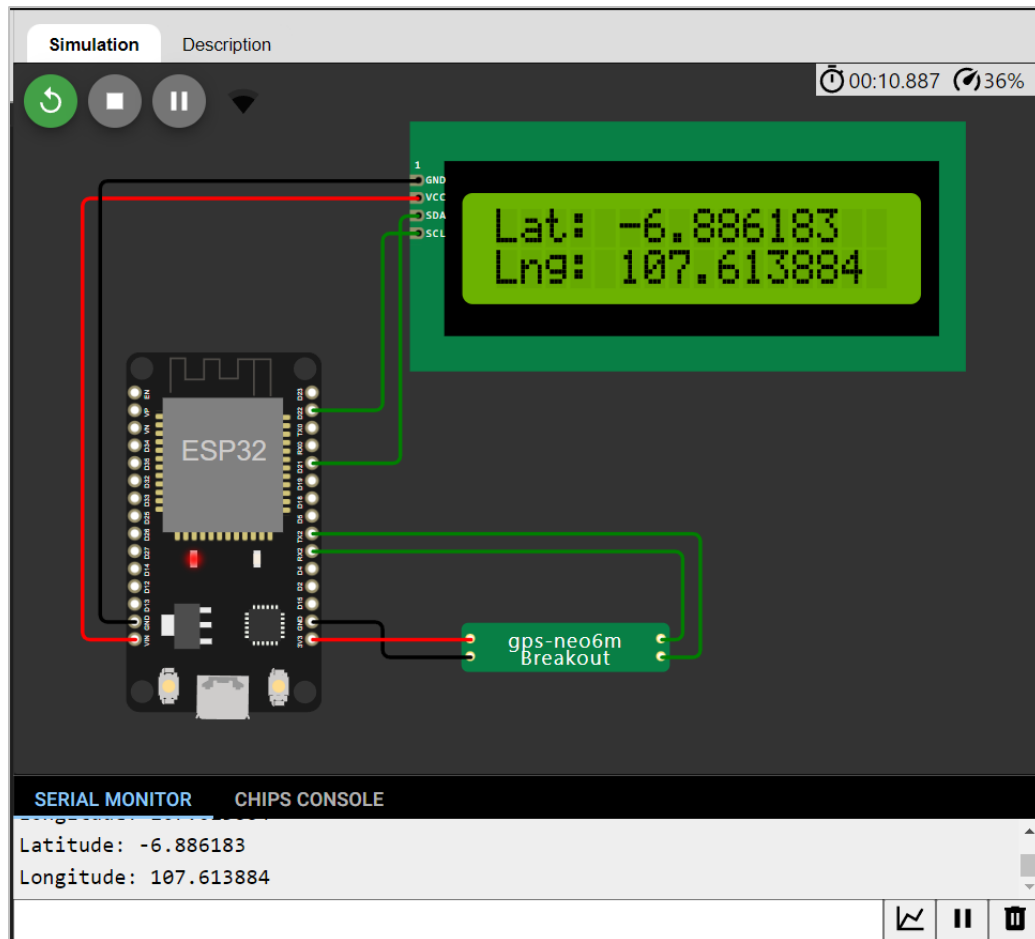 Simulation
Description
00:10.887
36%
1
GND
VCC
SDA
SCL
Lat: -6.886183
Lng: 107.613884
EN
VP
VN
D34
D35
D32
D33
D25
D26
D27
D14
D12
D13
GND
VIN
ESP32
D23
D22
TX0
RX0
D21
D19
D18
D5
TX2
RX2
D4
D2
D15
GND
3V3
gps-neo6m
Breakout
SERIAL MONITOR
CHIPS CONSOLE
Latitude: -6.886183
Longitude: 107.613884